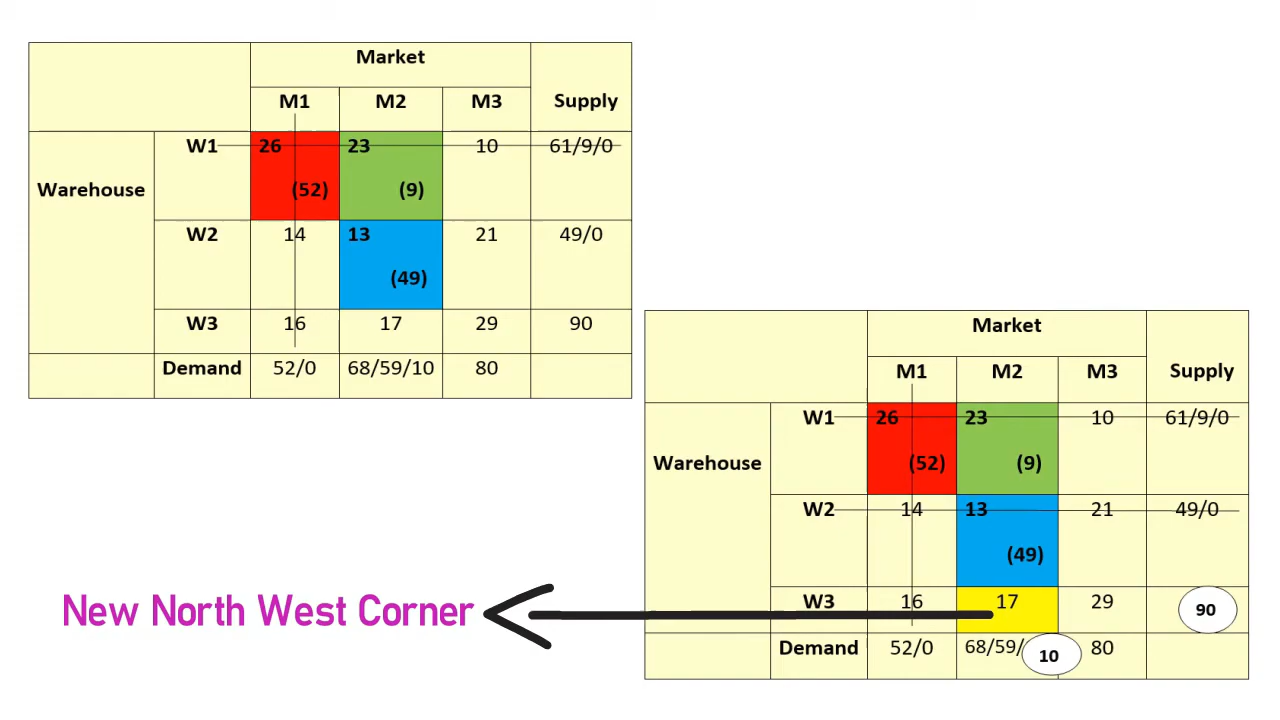 Market
M1 M2 M3 Supply
W1 26 23 10 61/9/0
Warehouse (52) (9)
W2 14 13 21 49/0
(49)
W3 16 17 29 90
Demand 52/0 68/59/10 80
Market
M1 M2 M3 Supply
W1 26 23 10 61/9/0
Warehouse (52) (9)
W2 14 13 21 49/0
(49)
W3 16 17 29 90
Demand 52/0 68/59/ 10 80
New North West Corner